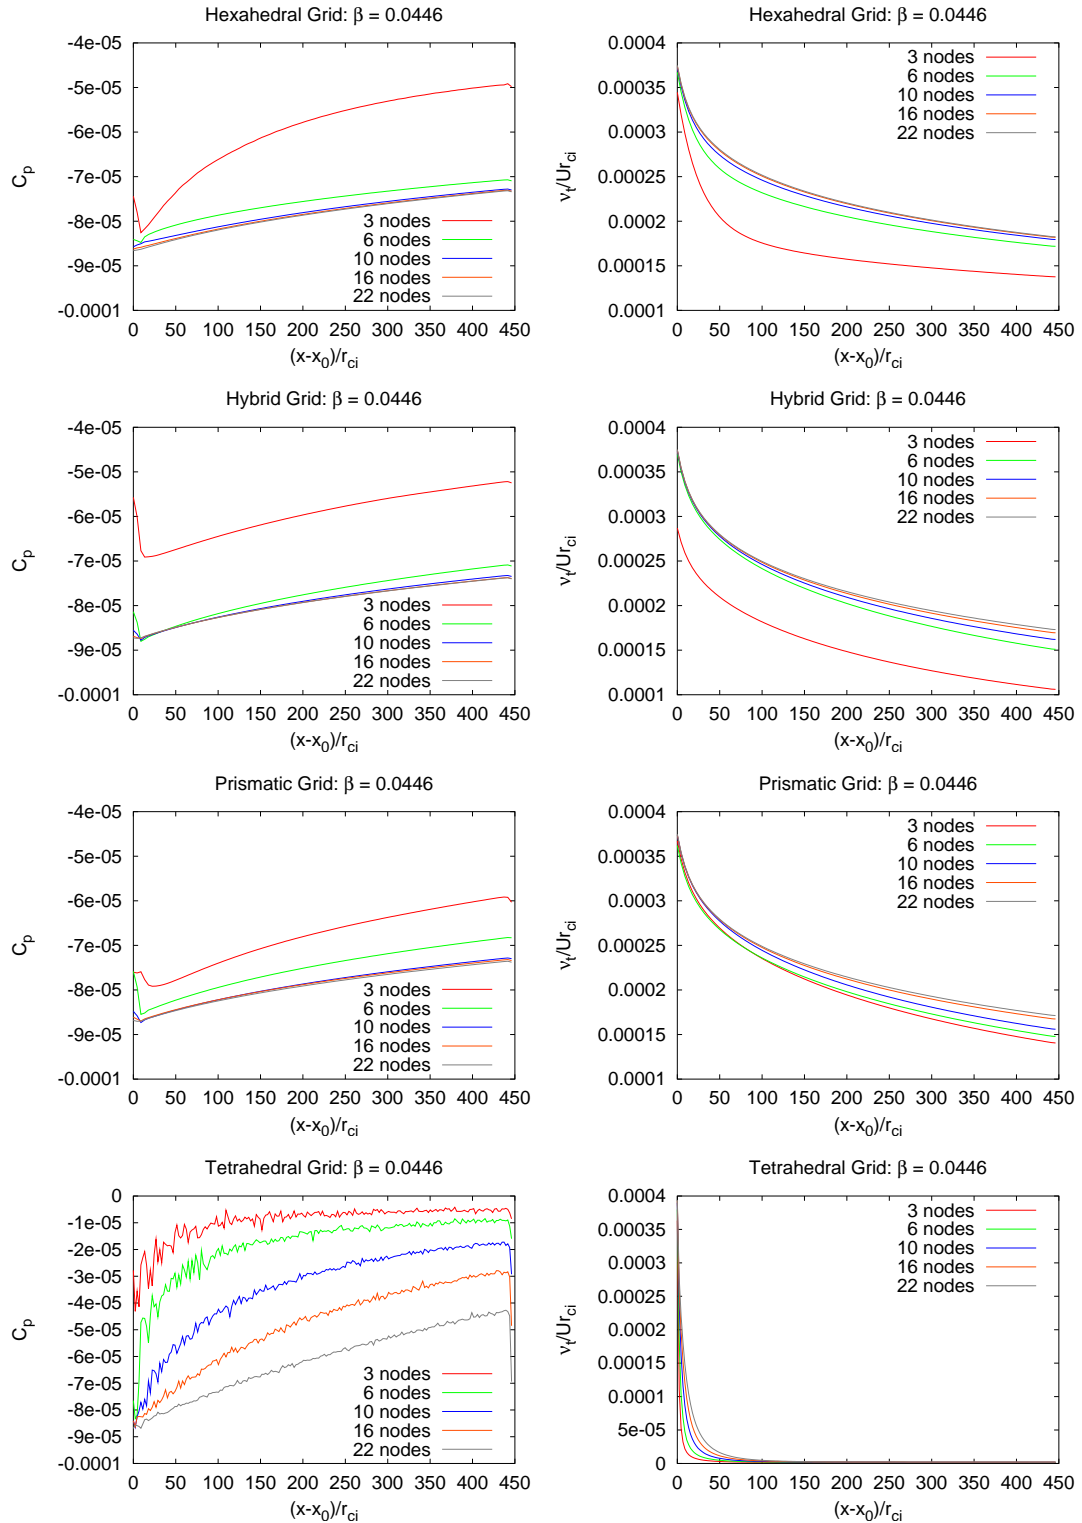 Hexahedral Grid: β = 0.0446
-4e-05
-5e-05
-6e-05
-7e-05
-8e-05
-9e-05
-0.0001
C_p
3 nodes
6 nodes
10 nodes
16 nodes
22 nodes
0 50 100 150 200 250 300 350 400 450
(x-x_0)/r_ci
Hexahedral Grid: β = 0.0446
0.0004
0.00035
0.0003
0.00025
0.0002
0.00015
0.0001
ν_t/Ur_ci
3 nodes
6 nodes
10 nodes
16 nodes
22 nodes
0 50 100 150 200 250 300 350 400 450
(x-x_0)/r_ci
Hybrid Grid: β = 0.0446
-4e-05
-5e-05
-6e-05
-7e-05
-8e-05
-9e-05
-0.0001
C_p
3 nodes
6 nodes
10 nodes
16 nodes
22 nodes
0 50 100 150 200 250 300 350 400 450
(x-x_0)/r_ci
Hybrid Grid: β = 0.0446
0.0004
0.00035
0.0003
0.00025
0.0002
0.00015
0.0001
ν_t/Ur_ci
3 nodes
6 nodes
10 nodes
16 nodes
22 nodes
0 50 100 150 200 250 300 350 400 450
(x-x_0)/r_ci
Prismatic Grid: β = 0.0446
-4e-05
-5e-05
-6e-05
-7e-05
-8e-05
-9e-05
-0.0001
C_p
3 nodes
6 nodes
10 nodes
16 nodes
22 nodes
0 50 100 150 200 250 300 350 400 450
(x-x_0)/r_ci
Prismatic Grid: β = 0.0446
0.0004
0.00035
0.0003
0.00025
0.0002
0.00015
0.0001
ν_t/Ur_ci
3 nodes
6 nodes
10 nodes
16 nodes
22 nodes
0 50 100 150 200 250 300 350 400 450
(x-x_0)/r_ci
Tetrahedral Grid: β = 0.0446
0
-1e-05
-2e-05
-3e-05
-4e-05
-5e-05
-6e-05
-7e-05
-8e-05
-9e-05
-0.0001
C_p
3 nodes
6 nodes
10 nodes
16 nodes
22 nodes
0 50 100 150 200 250 300 350 400 450
(x-x_0)/r_ci
Tetrahedral Grid: β = 0.0446
0.0004
0.00035
0.0003
0.00025
0.0002
0.00015
0.0001
5e-05
0
ν_t/Ur_ci
3 nodes
6 nodes
10 nodes
16 nodes
22 nodes
0 50 100 150 200 250 300 350 400 450
(x-x_0)/r_ci